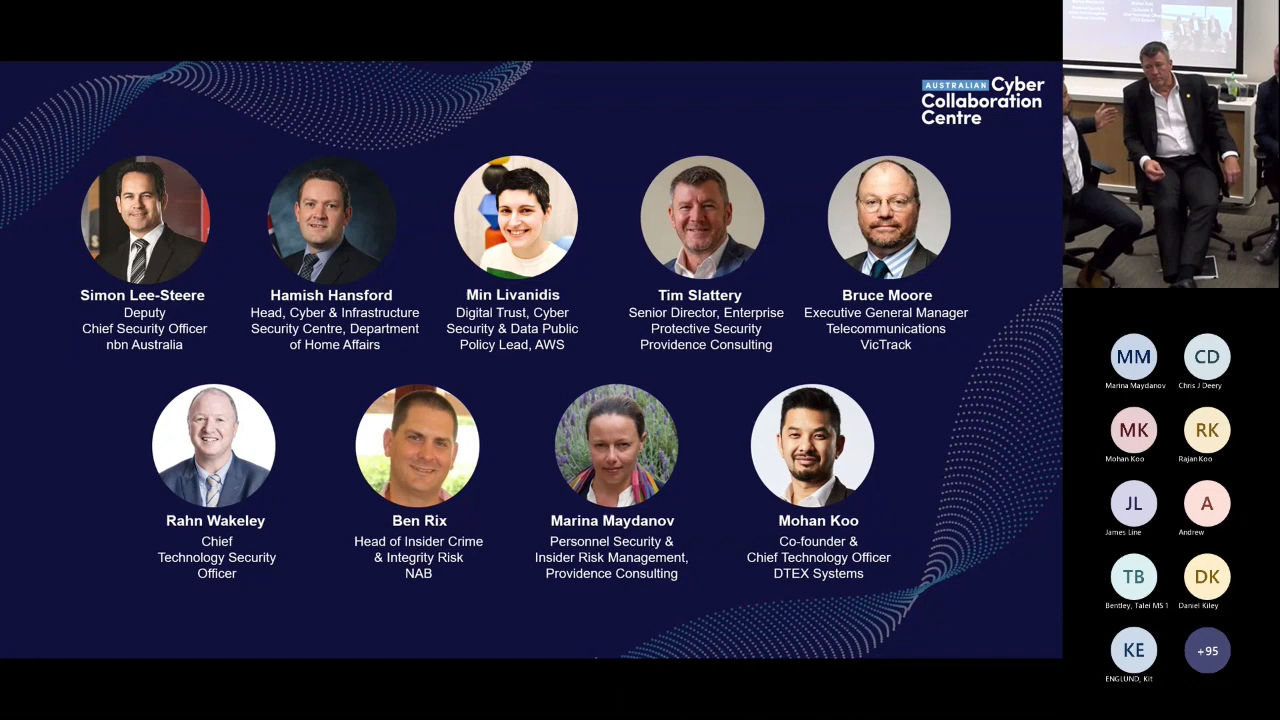 AUSTRALIAN Cyber
Collaboration
Centre
Simon Lee-Steere
Deputy
Chief Security Officer
nbn Australia
Hamish Hansford
Head, Cyber & Infrastructure
Security Centre, Department
of Home Affairs
Min Livanidis
Digital Trust, Cyber
Security & Data Public
Policy Lead, AWS
Tim Slattery
Senior Director, Enterprise
Protective Security
Providence Consulting
Bruce Moore
Executive General Manager
Telecommunications
VicTrack
Rahn Wakeley
Chief
Technology Security
Officer
Ben Rix
Head of Insider Crime
& Integrity Risk
NAB
Marina Maydanov
Personnel Security &
Insider Risk Management,
Providence Consulting
Mohan Koo
Co-founder &
Chief Technology Officer
DTEX Systems
MM
Marina Maydanov
CD
Chris J Deery
MK
Mohan Koo
RK
Rajan Koo
JL
James Line
A
Andrew
TB
Bentley, Talei MS 1
DK
Daniel Kiley
KE
ENGLUND, Kit
+95